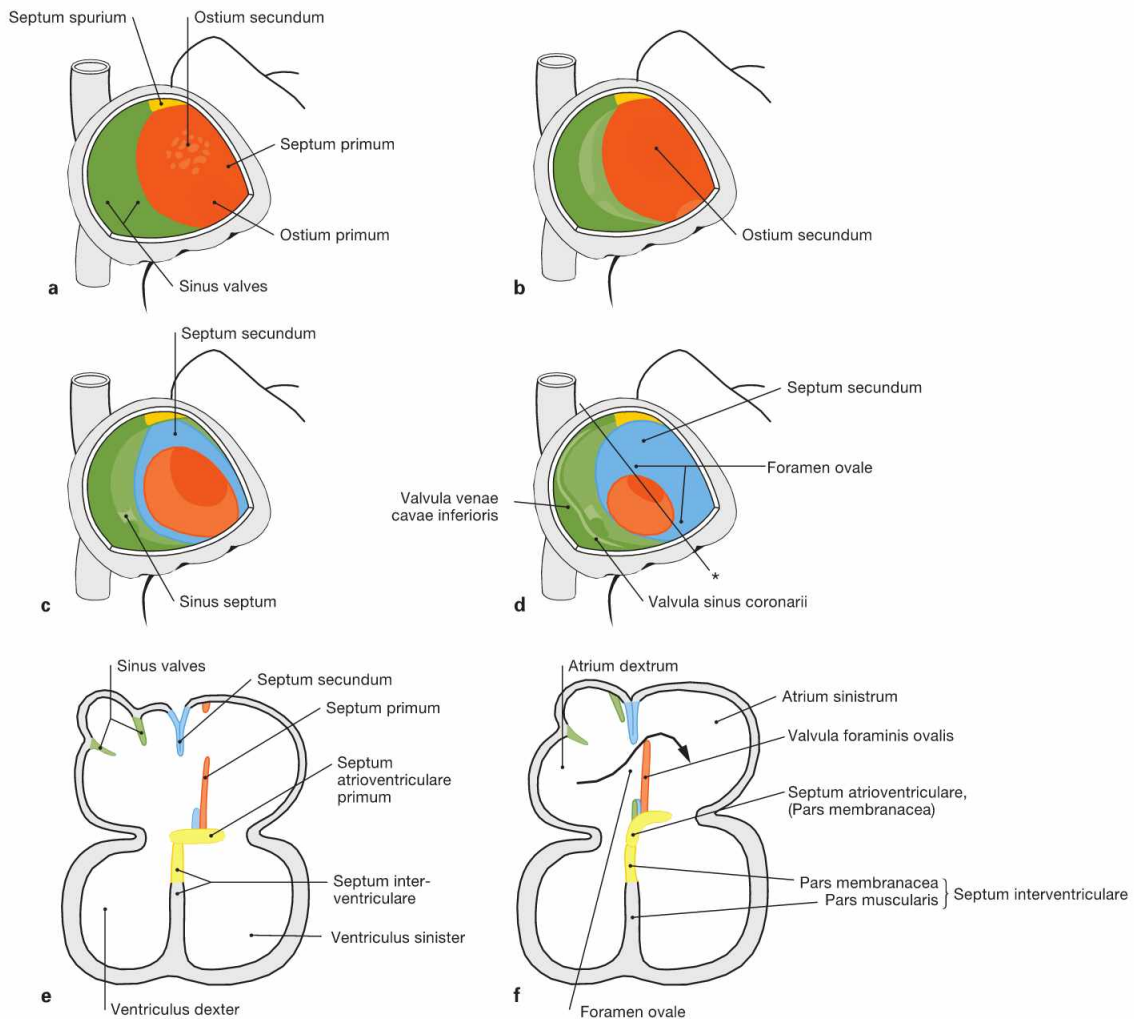 Septum spurium
Ostium secundum
Septum primum
Ostium primum
Sinus valves
a
Ostium secundum
b
Septum secundum
Sinus septum
c
Septum secundum
Foramen ovale
Valvula venae
cavae inferioris
*
Valvula sinus coronarii
d
Sinus valves
Septum secundum
Septum primum
Septum
atrioventriculare
primum
Septum inter-
ventriculare
Ventriculus sinister
e
Ventriculus dexter
Atrium dextrum
Atrium sinistrum
Valvula foraminis ovalis
Septum atrioventriculare,
(Pars membranacea)
Pars membranacea
Pars muscularis
Septum interventriculare
f
Foramen ovale